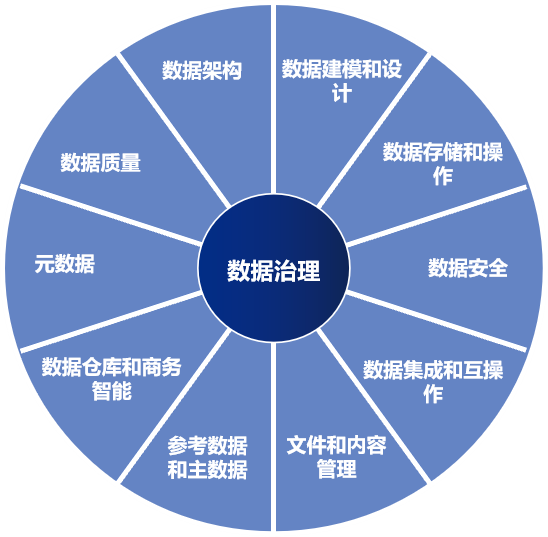 数据架构
数据建模和设
计
数据存储和操
作
数据安全
数据集成和互操
作
文件和内容
管理
参考数据
和主数据
数据仓库和商务
智能
元数据
数据质量
数据治理